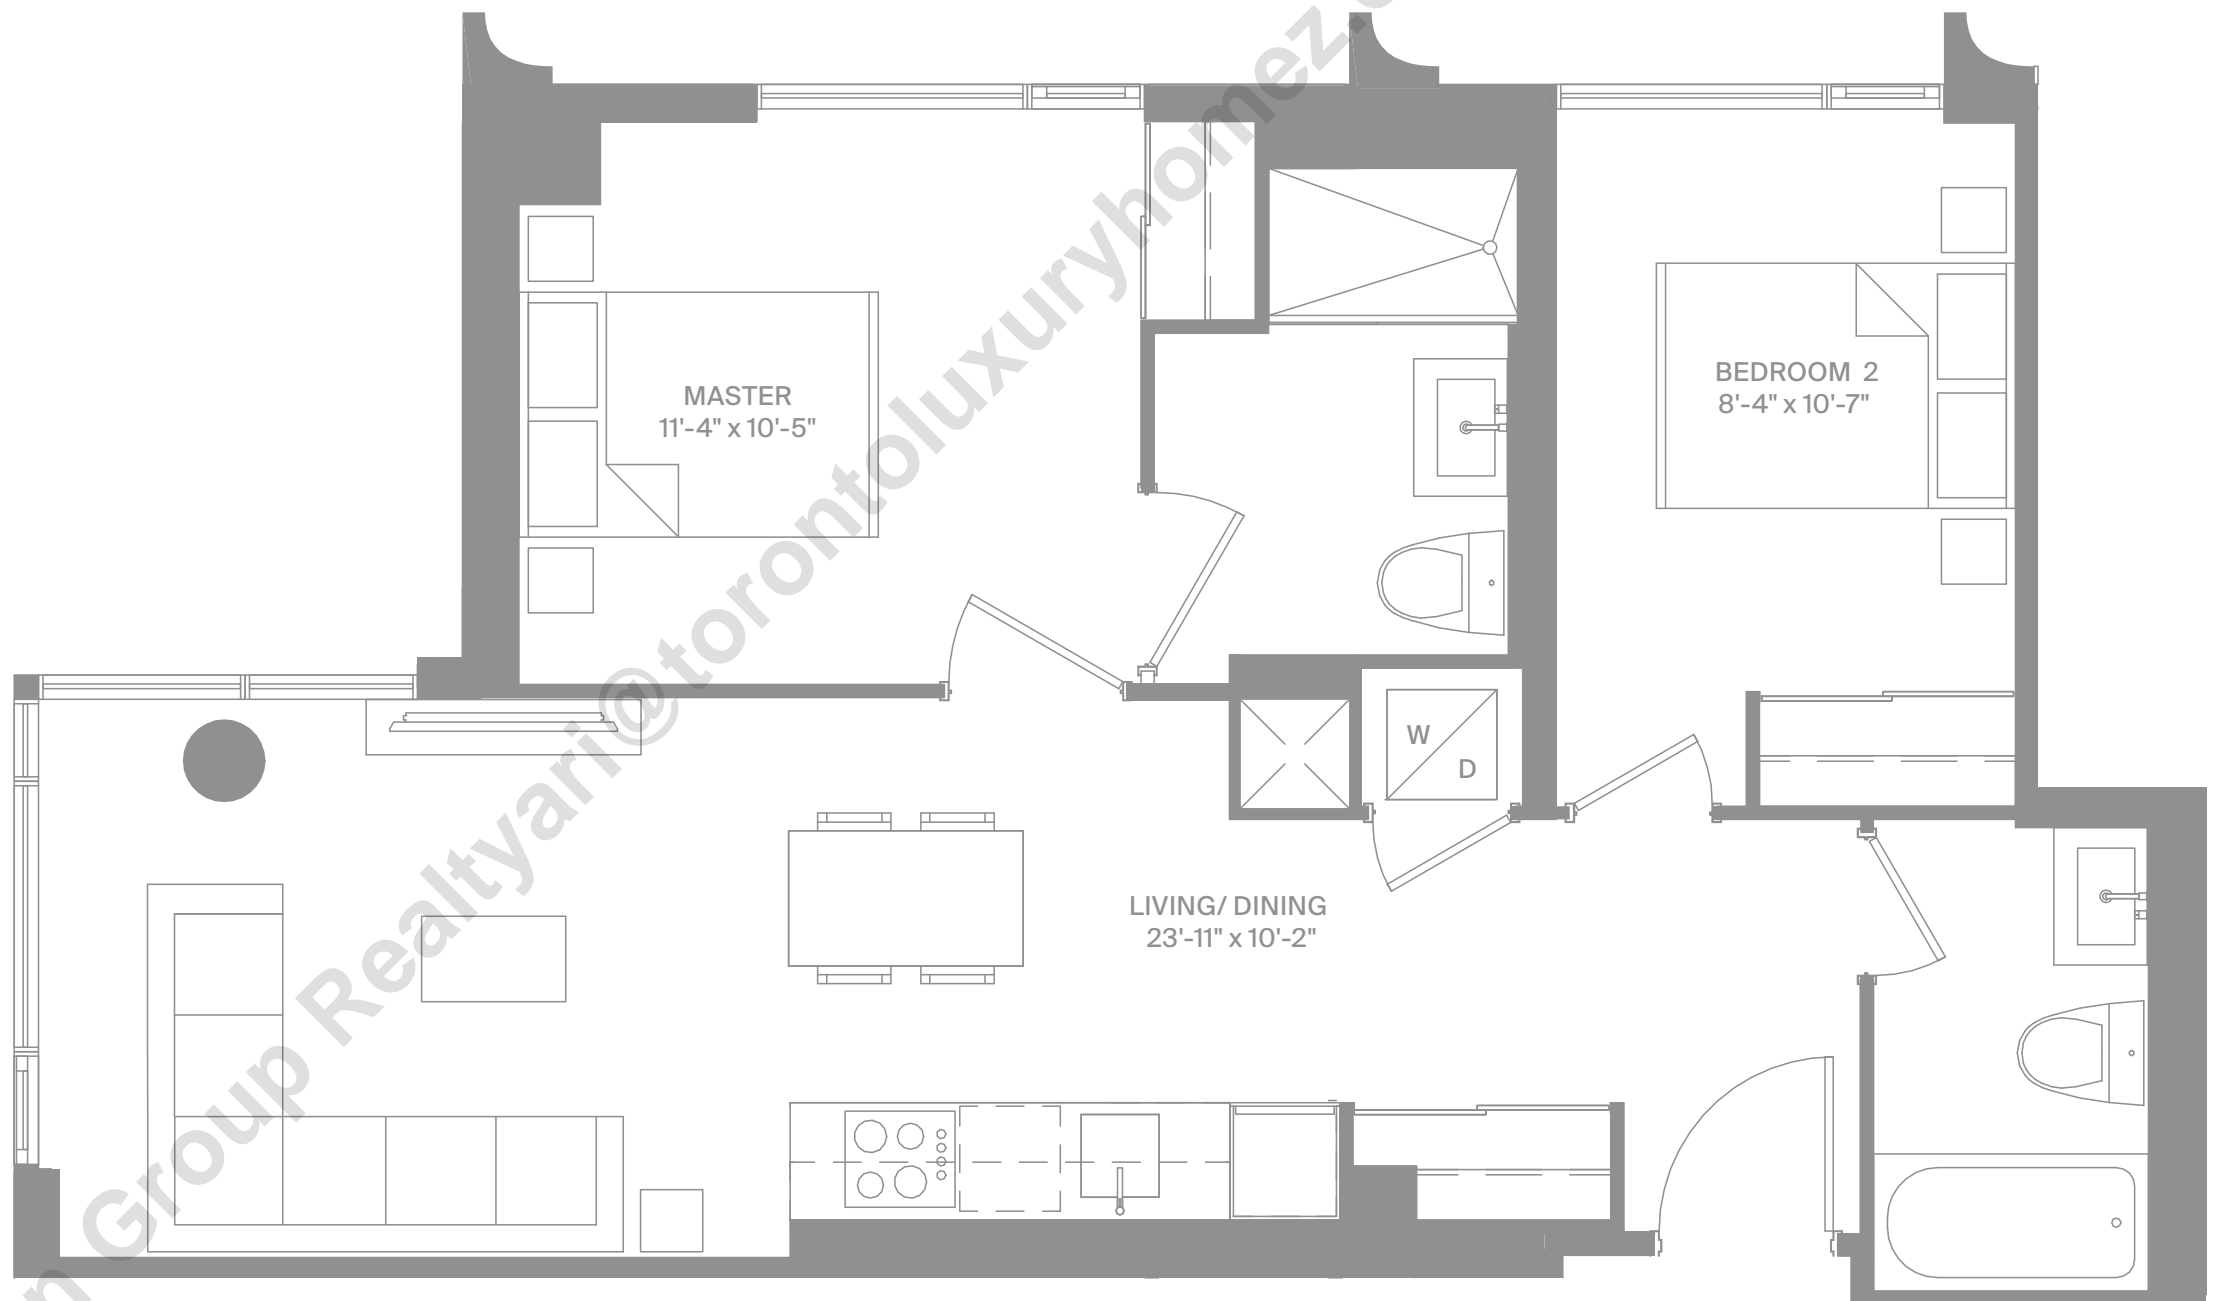 MASTER
11'-4" x 10'-5"
BEDROOM 2
8'-4" x 10'-7"
W
D
LIVING/ DINING
23'-11" x 10'-2"
Group Realtyari@torontoluxuryhomez.